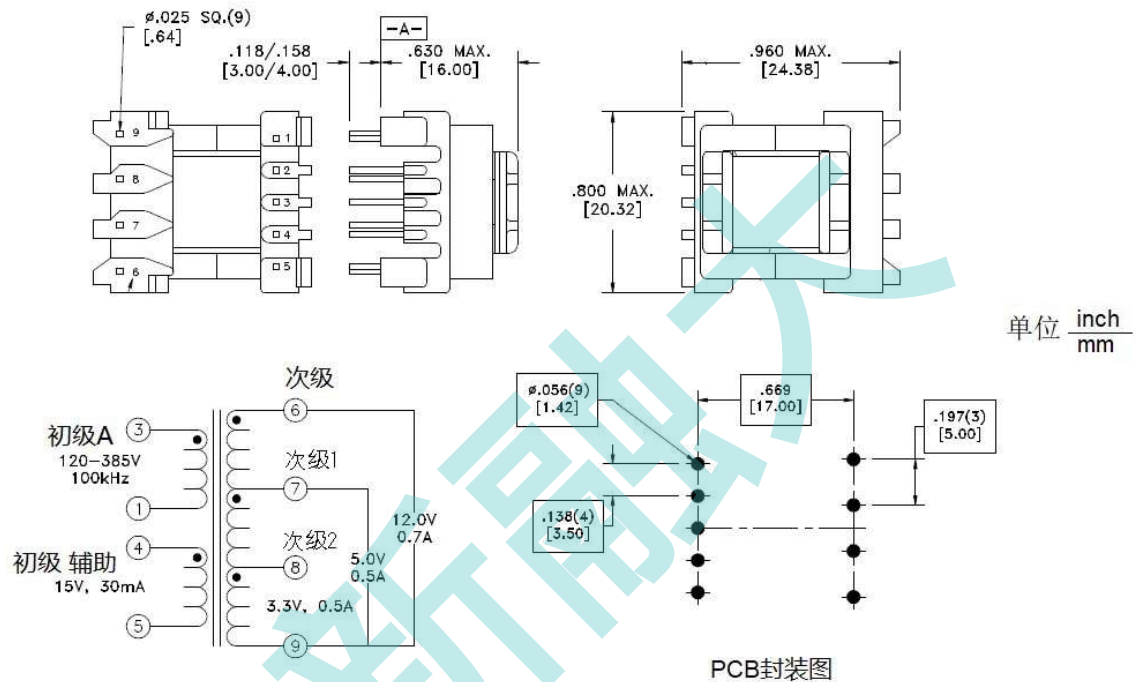 ø.025 SQ.(9)
[.64]
.118/.158
[3.00/4.00]
-A-
.630 MAX.
[16.00]
.960 MAX.
[24.38]
9
8
7
6
1
2
3
4
5
.800 MAX.
[20.32]
单位 inch
mm
次级
6
初级A
3
120-385V
100kHz
1
次级1
7
12.0V
0.7A
初级 辅助
4
15V, 30mA
5
次级2
8
5.0V
0.5A
3.3V, 0.5A
9
ø.056(9)
[1.42]
.669
[17.00]
.197(3)
[5.00]
.138(4)
[3.50]
PCB封装图
新融大